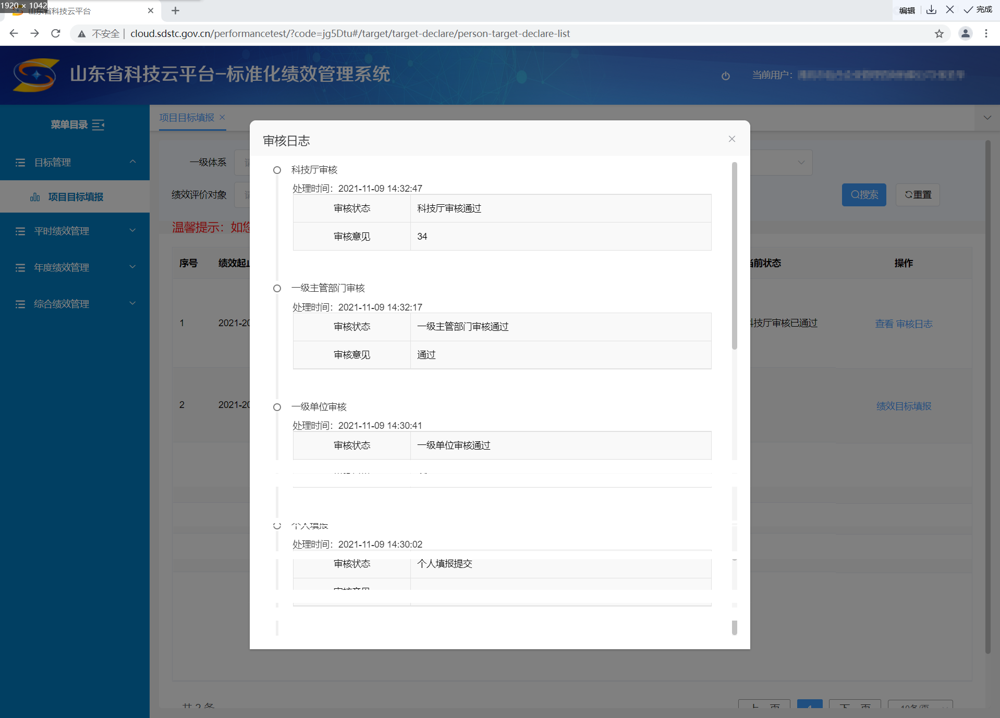 1920 × 1042
山东省科技云平台
编辑
完成
不安全
cloud.sdstc.gov.cn/performancetest/?code=jg5Dtu#/target/target-declare/person-target-declare-list
山东省科技云平台-标准化绩效管理系统
当前用户：
菜单目录
项目目标填报
目标管理
项目目标填报
平时绩效管理
年度绩效管理
综合绩效管理
一级体系
绩效评价对象
搜索
重置
温馨提示：如您
序号
绩效起止
当前状态
操作
1
2021-20
科技厅审核已通过
查看 审核日志
2
2021-20
绩效目标填报
审核日志
科技厅审核
处理时间：2021-11-09 14:32:47
审核状态
科技厅审核通过
审核意见
34
一级主管部门审核
处理时间：2021-11-09 14:32:17
审核状态
一级主管部门审核通过
审核意见
通过
一级单位审核
处理时间：2021-11-09 14:30:41
审核状态
一级单位审核通过
个人填报
处理时间：2021-11-09 14:30:02
审核状态
个人填报提交
审核意见
共 2 条
上一页
1
下一页
10条/页